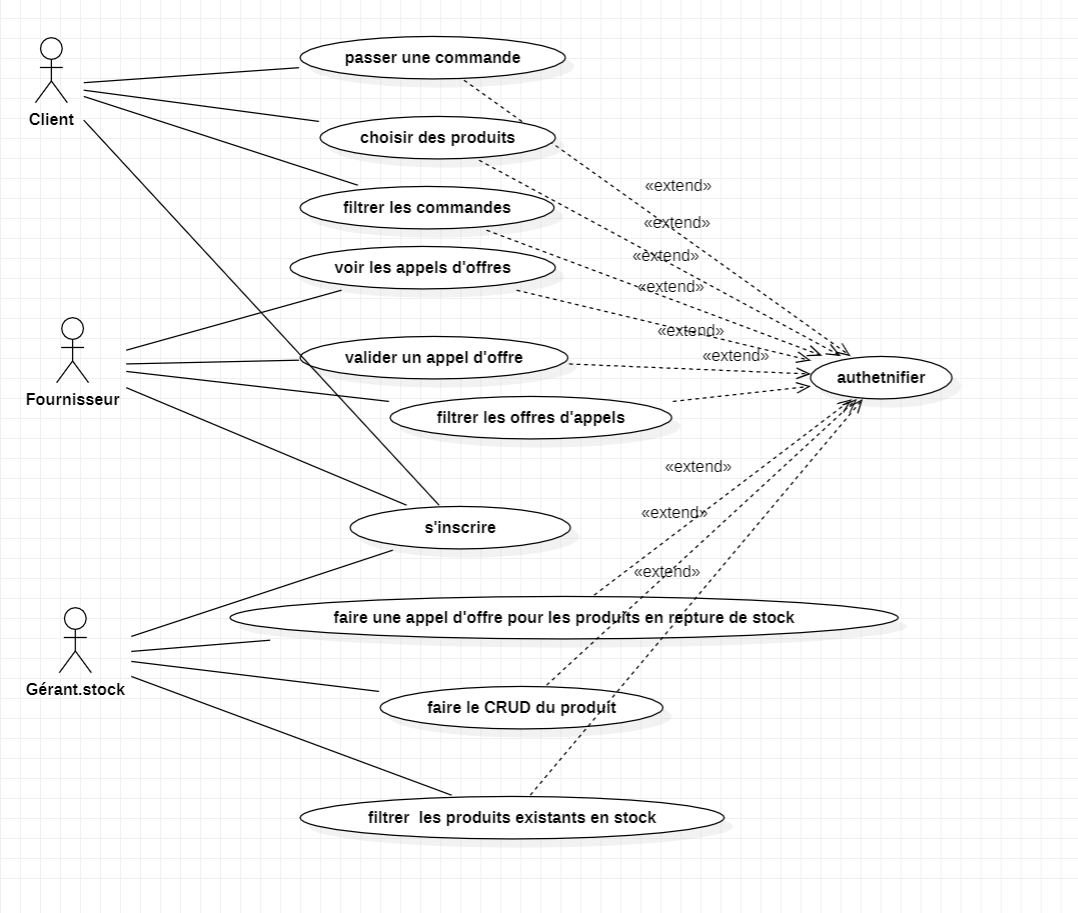 passer une commande
Client
choisir des produits
«extend»
filtrer les commandes
«extend»
«extend»
voir les appels d'offres
«extend»
«extend»
valider un appel d'offre
«extend»
authetnifier
Fournisseur
filtrer les offres d'appels
«extend»
«extend»
s'inscrire
«extend»
faire une appel d'offre pour les produits en repture de stock
Gérant.stock
faire le CRUD du produit
filtrer  les produits existants en stock